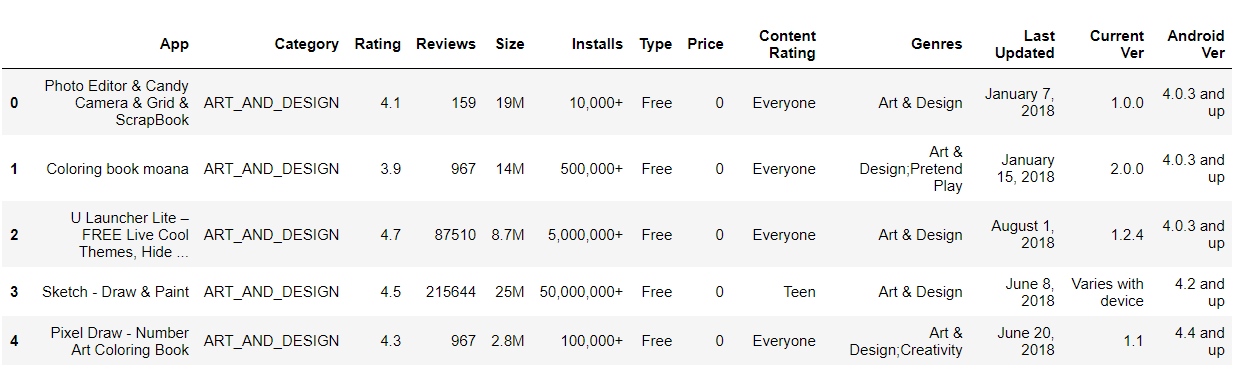 App Category Rating Reviews Size Installs Type Price Content Rating Genres Last Updated Current Ver Android Ver
0 Photo Editor & Candy Camera & Grid & ScrapBook ART_AND_DESIGN 4.1 159 19M 10,000+ Free 0 Everyone Art & Design January 7, 2018 1.0.0 4.0.3 and up
1 Coloring book moana ART_AND_DESIGN 3.9 967 14M 500,000+ Free 0 Everyone Art & Design;Pretend Play January 15, 2018 2.0.0 4.0.3 and up
2 U Launcher Lite – FREE Live Cool Themes, Hide ... ART_AND_DESIGN 4.7 87510 8.7M 5,000,000+ Free 0 Everyone Art & Design August 1, 2018 1.2.4 4.0.3 and up
3 Sketch - Draw & Paint ART_AND_DESIGN 4.5 215644 25M 50,000,000+ Free 0 Teen Art & Design June 8, 2018 Varies with device 4.2 and up
4 Pixel Draw - Number Art Coloring Book ART_AND_DESIGN 4.3 967 2.8M 100,000+ Free 0 Everyone Art & Design;Creativity June 20, 2018 1.1 4.4 and up